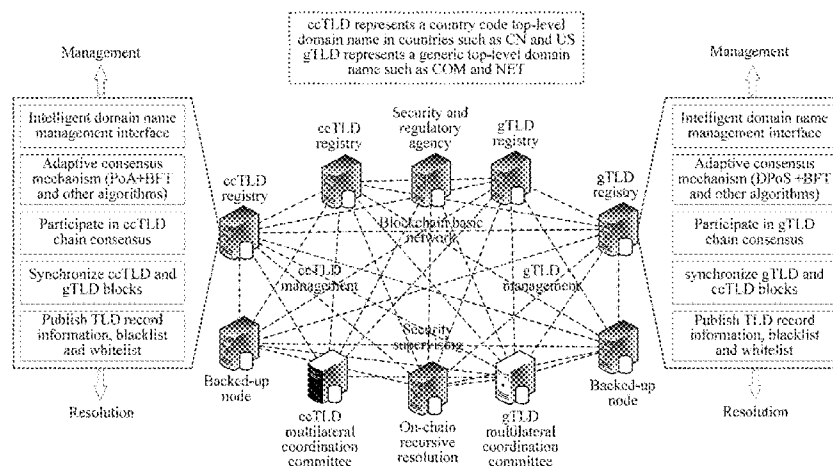 ccTLD represents a country code top-level
domain name in countries such as CN and US
gTLD represents a generic top-level domain
name such as COM and NET
Management
Intelligent domain name
management interface
Adaptive consensus
mechanism (PoA+BFT
and other algorithms)
Participate in ccTLD
chain consensus
Synchronize ccTLD and
gTLD blocks
Publish TLD record
information, blacklist
and whitelist
Resolution
ccTLD
registry
ccTLD
registry
Security and
regulatory
agency
gTLD
registry
gTLD
registry
Blockchain basic
network
ccTLD
management
gTLD
management
Security
supervising
Backed-up
node
ccTLD
multilateral
coordination
committee
On-chain
recursive
resolution
gTLD
multilateral
coordination
committee
Backed-up
node
Management
Intelligent domain name
management interface
Adaptive consensus
mechanism (DPoS +BFT
and other algorithms)
Participate in gTLD
chain consensus
synchronize gTLD and
ccTLD blocks
Publish TLD record
information, blacklist
and whitelist
Resolution